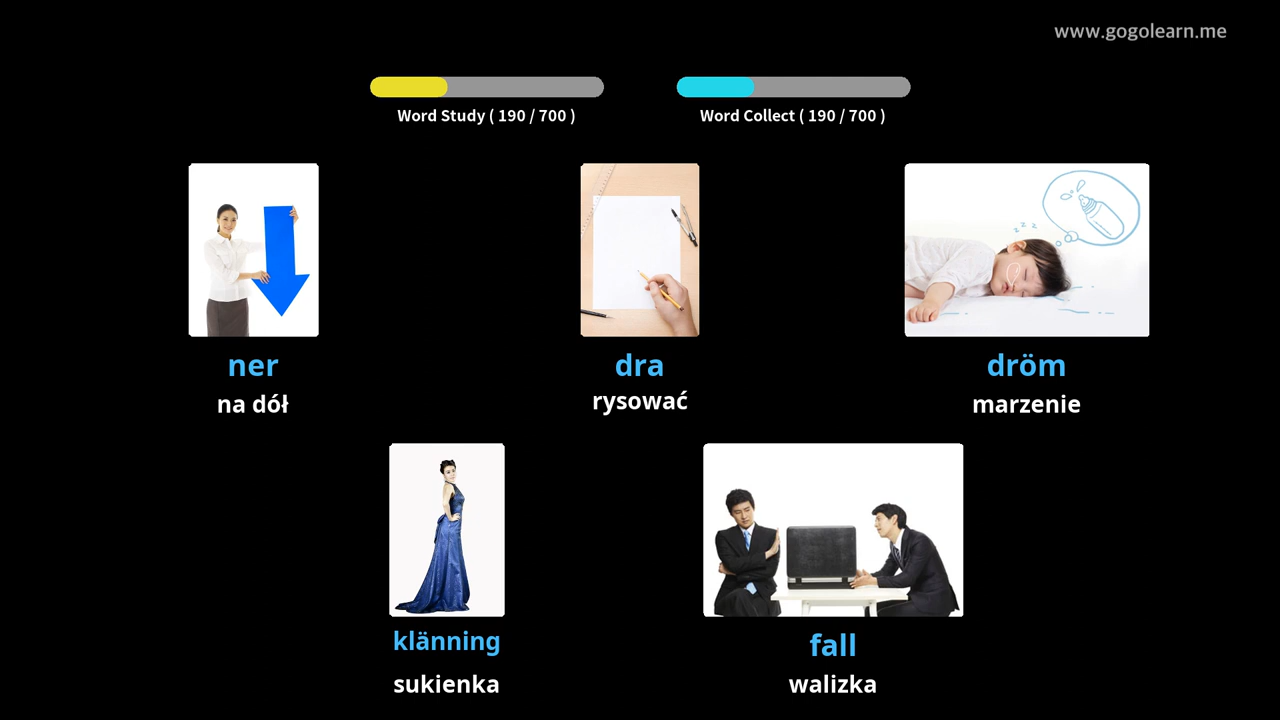 www.gogolearn.me
Word Study ( 190 / 700 )
Word Collect ( 190 / 700 )
ner
na dół
dra
rysować
dröm
marzenie
klänning
sukienka
fall
walizka